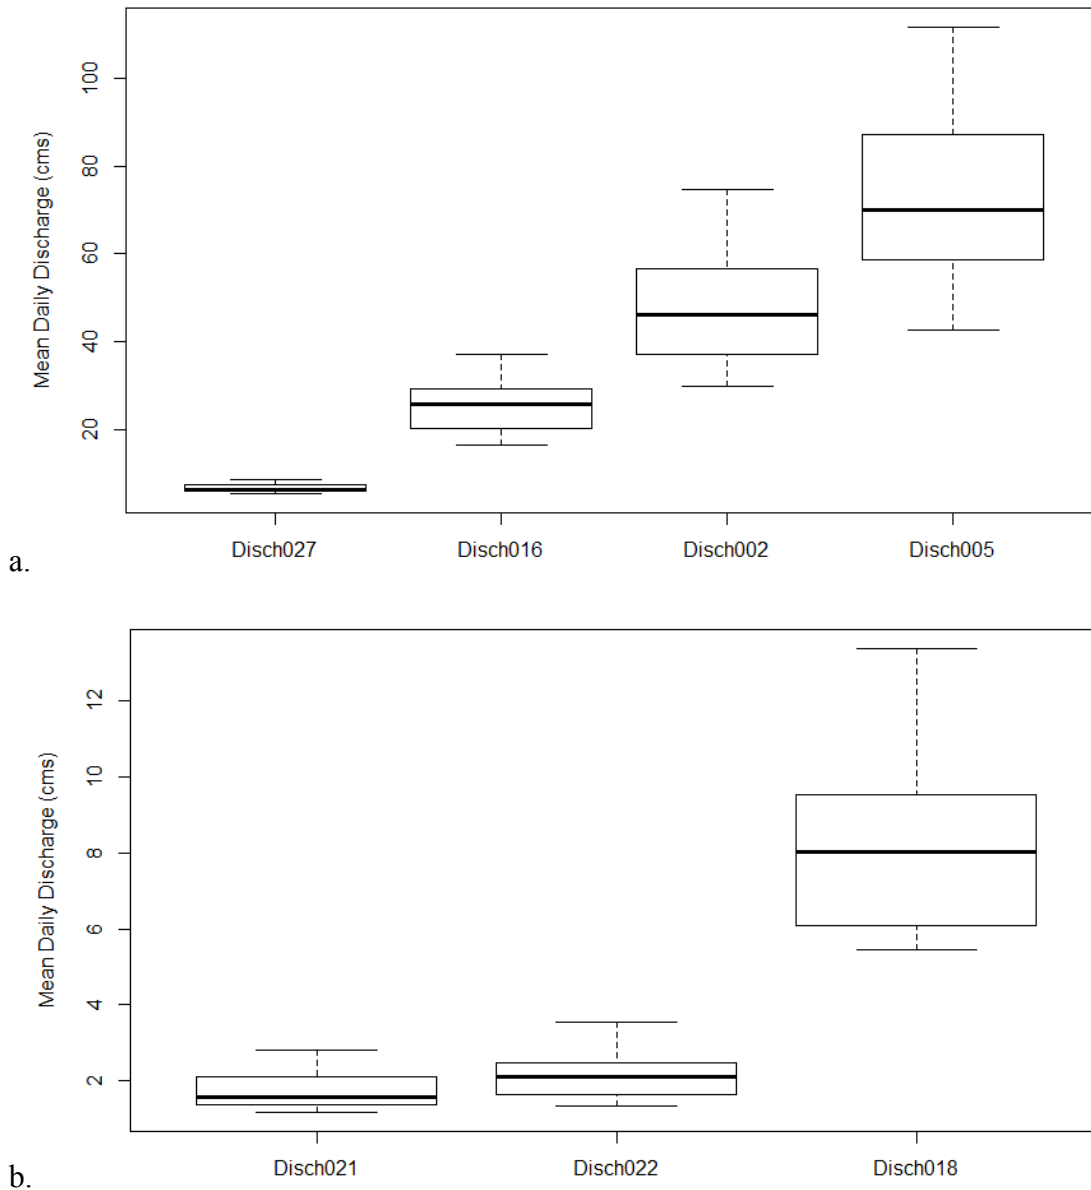 Mean Daily Discharge (cms)
100
80
60
40
20
Disch027 Disch016 Disch002 Disch005
a.
Mean Daily Discharge (cms)
12
10
8
6
4
2
Disch021 Disch022 Disch018
b.